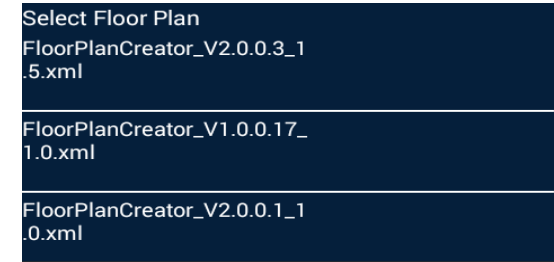 Select Floor Plan
FloorPlanCreator_V2.0.0.3_1
.5.xml
FloorPlanCreator_V1.0.0.17_
1.0.xml
FloorPlanCreator_V2.0.0.1_1
.0.xml